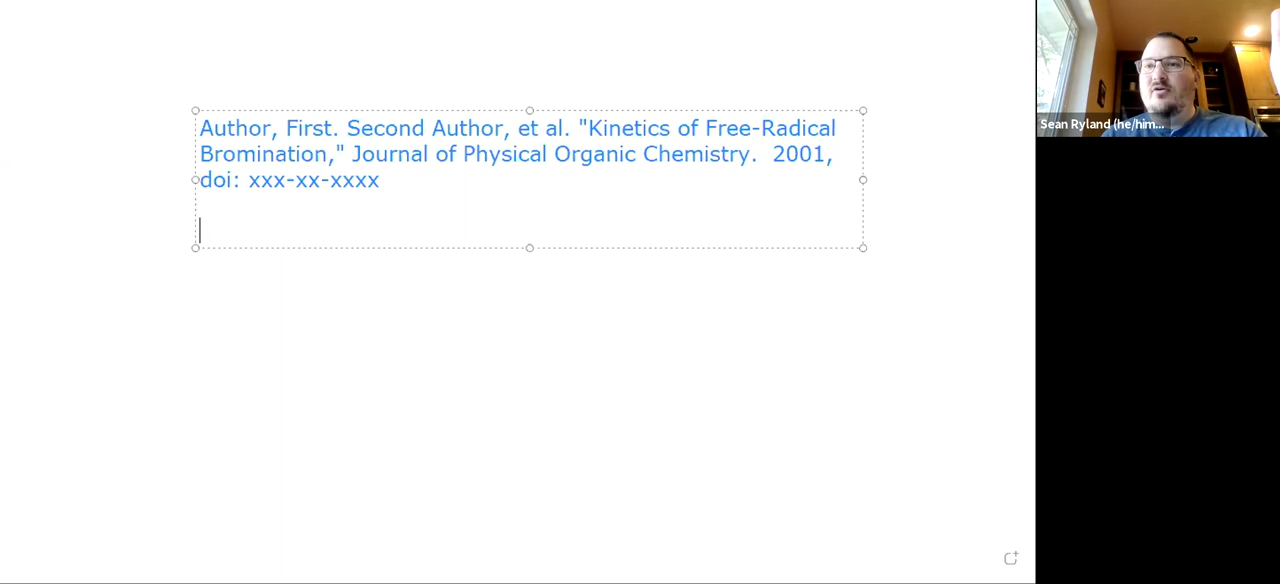 Author, First. Second Author, et al. "Kinetics of Free-Radical
Bromination," Journal of Physical Organic Chemistry.  2001,
doi: xxx-xx-xxxx
Sean Ryland (he/him...